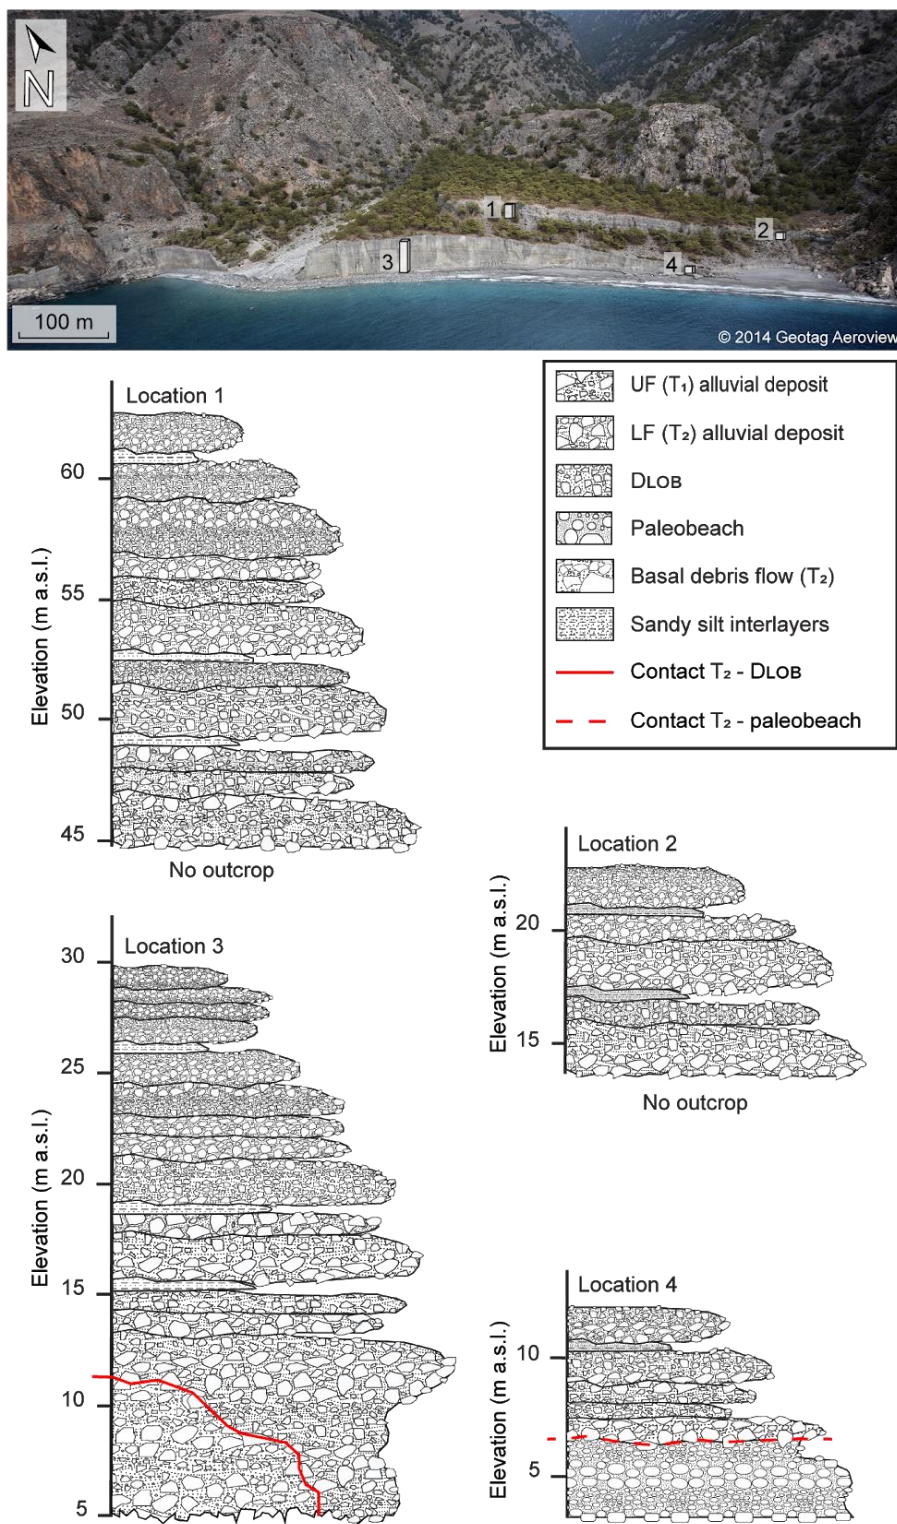 N
1
2
3
4
100 m
© 2014 Geotag Aeroview
UF (T₁) alluvial deposit
LF (T₂) alluvial deposit
DLOB
Paleobeach
Basal debris flow (T₂)
Sandy silt interlayers
Contact T₂ - DLOB
Contact T₂ - paleobeach
Location 1
Elevation (m a.s.l.)
60
55
50
45
No outcrop
Location 2
Elevation (m a.s.l.)
20
15
No outcrop
Location 3
Elevation (m a.s.l.)
30
25
20
15
10
5
Location 4
Elevation (m a.s.l.)
10
5